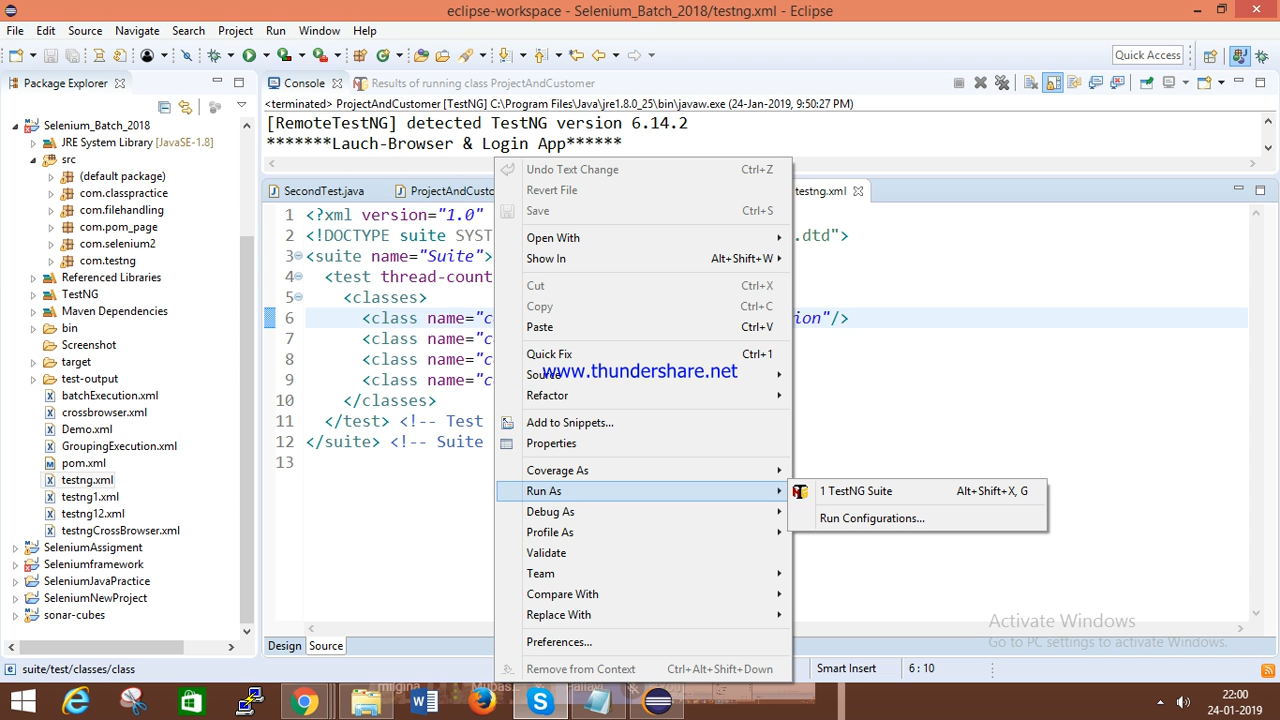 eclipse-workspace - Selenium_Batch_2018/testng.xml - Eclipse
File Edit Source Navigate Search Project Run Window Help
Quick Access
Package Explorer
Console
Results of running class ProjectAndCustomer
<terminated> ProjectAndCustomer [TestNG] C:\Program Files\Java\jre1.8.0_25\bin\javaw.exe (24-Jan-2019, 9:50:27 PM)
[RemoteTestNG] detected TestNG version 6.14.2
*******Lauch-Browser & Login App******
Selenium_Batch_2018
JRE System Library [JavaSE-1.8]
src
(default package)
com.classpractice
com.filehandling
com.pom_page
com.selenium2
com.testng
Referenced Libraries
TestNG
Maven Dependencies
bin
Screenshot
target
test-output
batchExecution.xml
crossbrowser.xml
Demo.xml
GroupingExecution.xml
pom.xml
testng.xml
testng1.xml
testng12.xml
testngCrossBrowser.xml
SeleniumAssigment
Seleniumframework
SeleniumJavaPractice
SeleniumNewProject
sonar-cubes
SecondTest.java
ProjectAndCusto
testng.xml
1 <?xml version="1.0"
2 <!DOCTYPE suite SYST .dtd">
3 <suite name="Suite">
4 <test thread-count
5 <classes>
6 <class name="c ion"/>
7 <class name="c
8 <class name="c
9 <class name="c
10 </classes>
11 </test> <!-- Test
12 </suite> <!-- Suite
13
Undo Text Change Ctrl+Z
Revert File
Save Ctrl+S
Open With
Show In Alt+Shift+W
Cut Ctrl+X
Copy Ctrl+C
Paste Ctrl+V
Quick Fix Ctrl+1
www.thundershare.net
Source
Refactor
Add to Snippets...
Properties
Coverage As
Run As
Debug As
Profile As
Validate
Team
Compare With
Replace With
Preferences...
Remove from Context Ctrl+Alt+Shift+Down
1 TestNG Suite Alt+Shift+X, G
Run Configurations...
Activate Windows
Go to PC settings to activate Windows.
Design Source
suite/test/classes/class
Smart Insert
6 : 10
22:00
24-01-2019